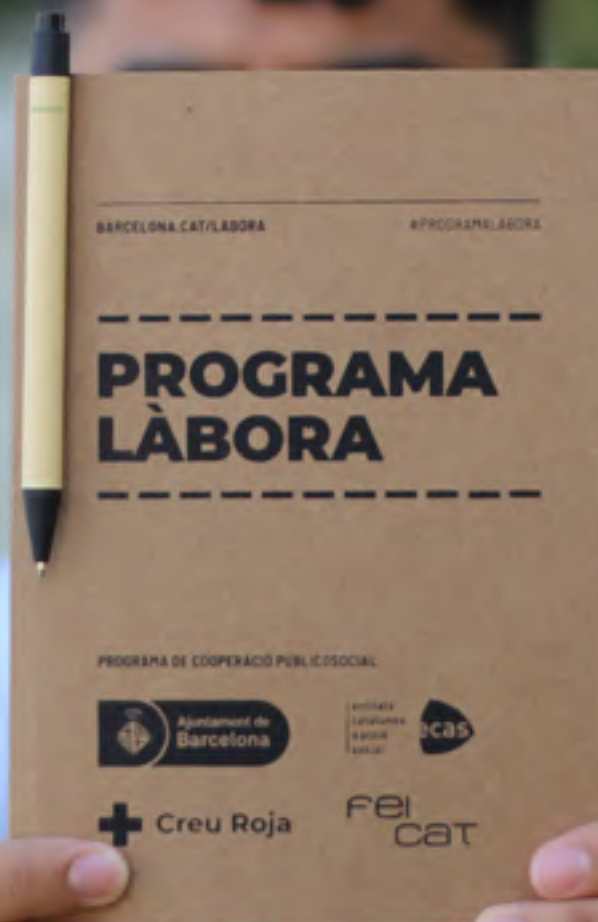 BARCELONA.CAT/LABORA
#PROGRAMALABORA
PROGRAMA
LÀBORA
PROGRAMA DE COOPERACIÓ PUBLICOSOCIAL
Ajuntament de
Barcelona
entitats
catalanes
d'acció
social
ecas
Creu Roja
Fei
cat